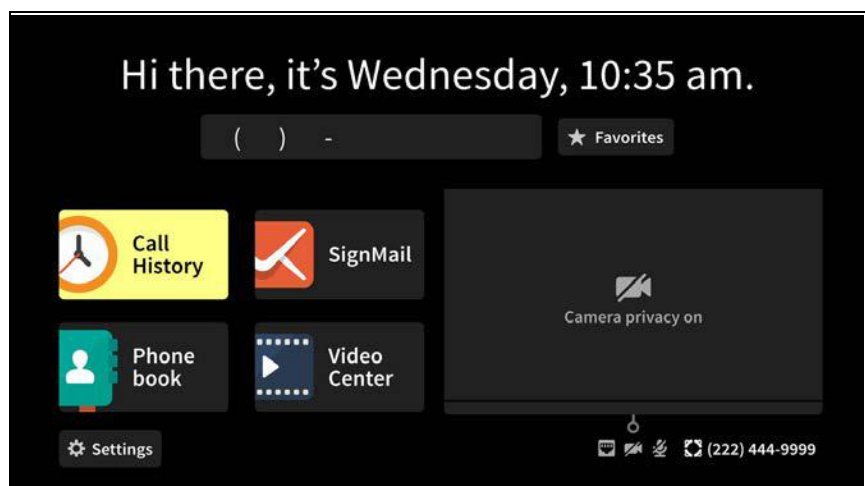 Hi there, it’s Wednesday, 10:35 am.
( ) -
Favorites
Call
History
SignMail
Camera privacy on
Phone
book
Video
Center
Settings
(222) 444-9999